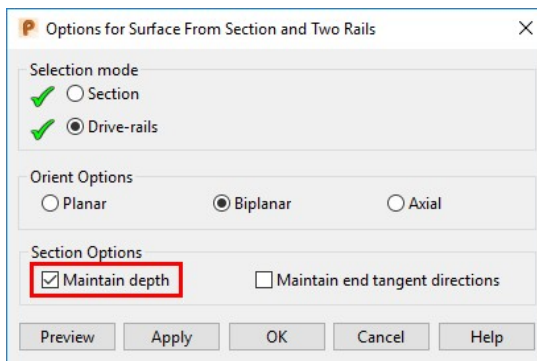 Options for Surface From Section and Two Rails
Selection mode
Section
Drive-rails
Orient Options
Planar Biplanar Axial
Section Options
Maintain depth Maintain end tangent directions
Preview Apply OK Cancel Help